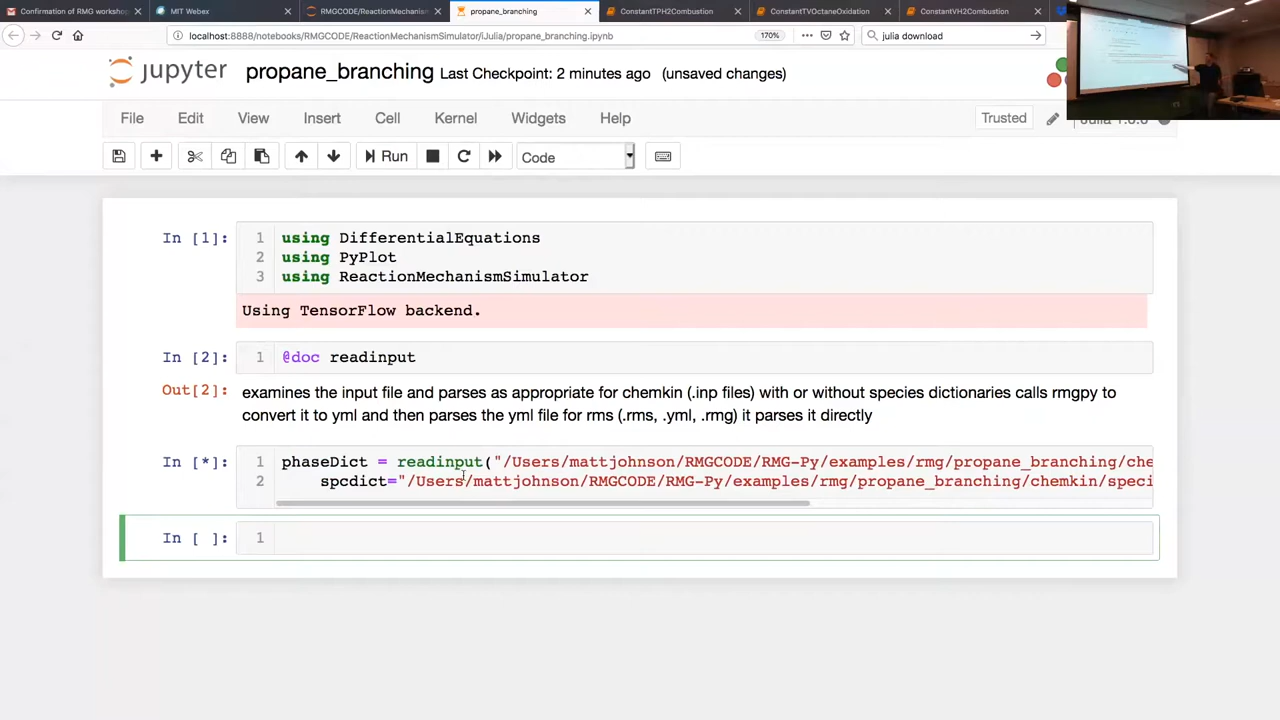 Confirmation of RMG workshop
MIT Webex
RMGCODE/ReactionMechanism
propane_branching
ConstantTPH2Combustion
ConstantTVOctaneOxidation
ConstantVH2Combustion
localhost:8888/notebooks/RMGCODE/ReactionMechanismSimulator/iJulia/propane_branching.ipynb
170%
julia download
jupyter propane_branching Last Checkpoint: 2 minutes ago (unsaved changes)
File Edit View Insert Cell Kernel Widgets Help
Trusted
Run
Code
In [1]:
1 using DifferentialEquations
2 using PyPlot
3 using ReactionMechanismSimulator
Using TensorFlow backend.
In [2]:
1 @doc readinput
Out[2]:
examines the input file and parses as appropriate for chemkin (.inp files) with or without species dictionaries calls rmgpy to
convert it to yml and then parses the yml file for rms (.rms, .yml, .rmg) it parses it directly
In [*]:
1 phaseDict = readinput("/Users/mattjohnson/RMGCODE/RMG-Py/examples/rmg/propane_branching/che
2 spcdict="/Users/mattjohnson/RMGCODE/RMG-Py/examples/rmg/propane_branching/chemkin/speci
In [ ]:
1